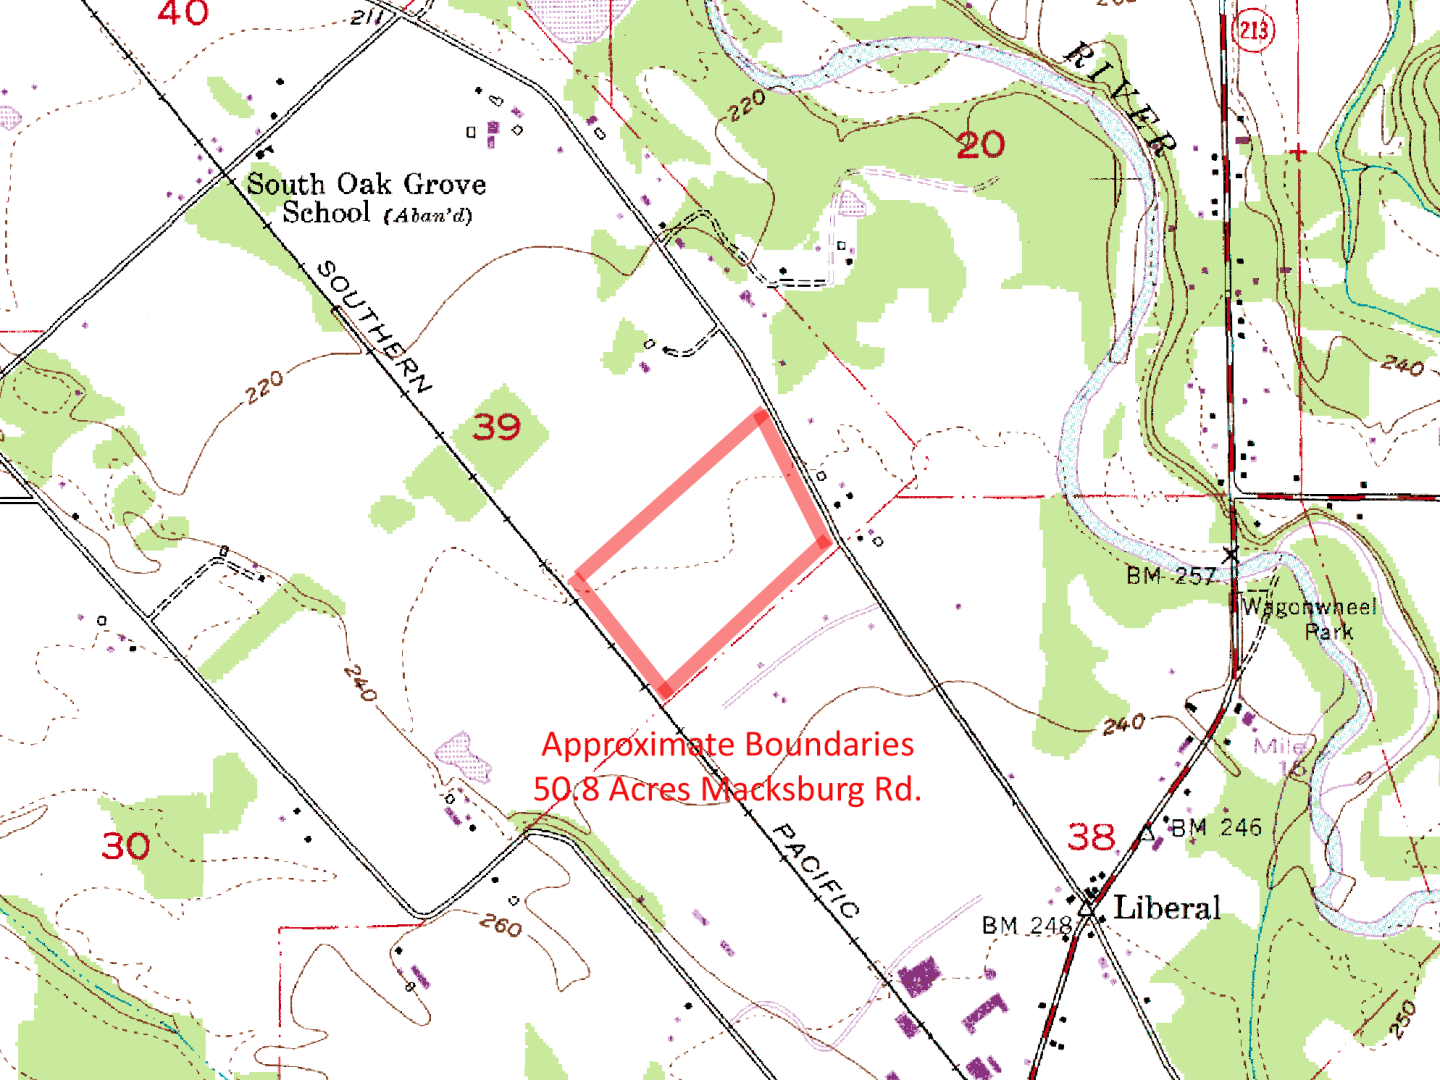 40
211
213
RIVER
220
20
South Oak Grove
School (Aban'd)
SOUTHERN
220
240
39
BM 257
Wagonwheel
Park
240
240
Approximate Boundaries
50.8 Acres Macksburg Rd.
Mile
16
30
PACIFIC
38
BM 246
260
BM 248
Liberal
250